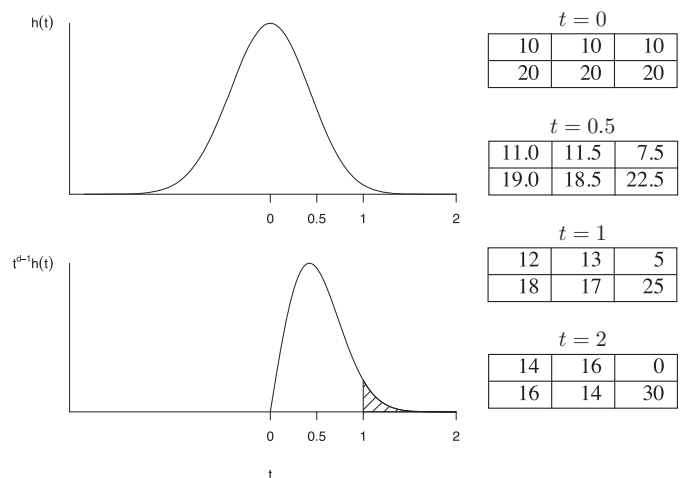 h(t)
0 0.5 1 2
t^{d-1}h(t)
0 0.5 1 2
t
t = 0
10 10 10
20 20 20
t = 0.5
11.0 11.5 7.5
19.0 18.5 22.5
t = 1
12 13 5
18 17 25
t = 2
14 16 0
16 14 30